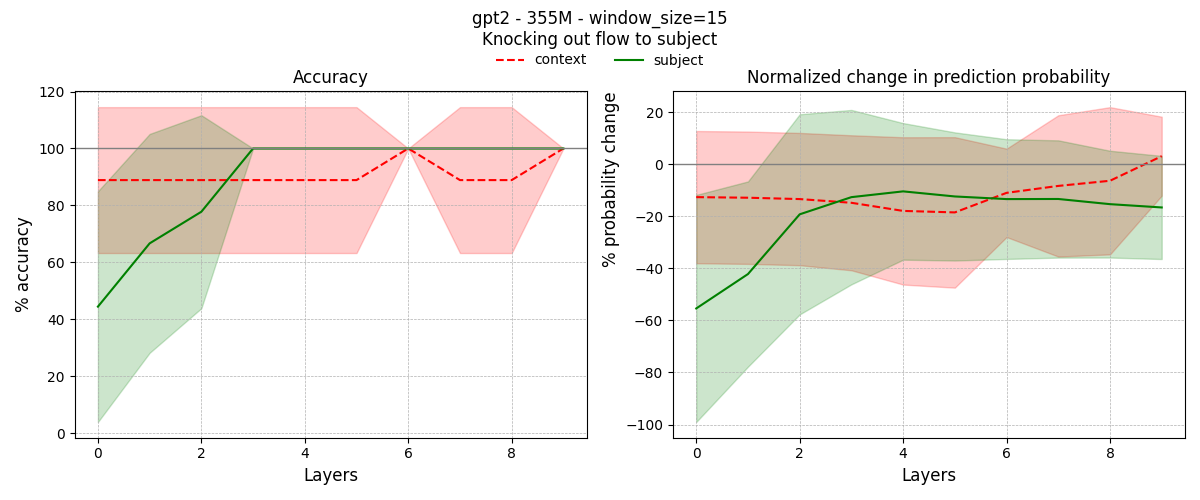 gpt2 - 355M - window_size=15
Knocking out flow to subject
context
subject
Accuracy
% accuracy
120
100
80
60
40
20
0
0 2 4 6 8
Layers
Normalized change in prediction probability
% probability change
20
0
−20
−40
−60
−80
−100
0 2 4 6 8
Layers